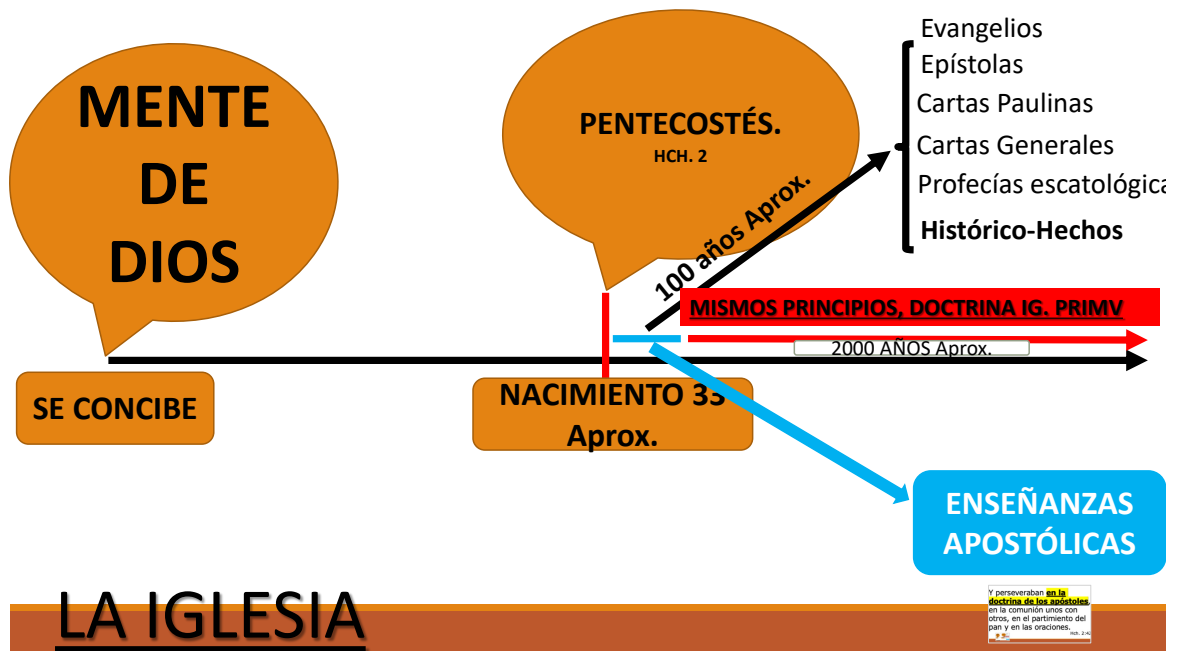 MENTE
DE
DIOS
SE CONCIBE
PENTECOSTÉS.
HCH. 2
100 años Aprox.
Evangelios
Epístolas
Cartas Paulinas
Cartas Generales
Profecías escatológica
Histórico-Hechos
MISMOS PRINCIPIOS, DOCTRINA IG. PRIMV
2000 AÑOS Aprox.
NACIMIENTO 33
Aprox.
ENSEÑANZAS
APOSTÓLICAS
LA IGLESIA
Y perseveraban en la
doctrina de los apóstoles,
en la comunión unos con
otros, en el partimiento del
pan y en las oraciones.